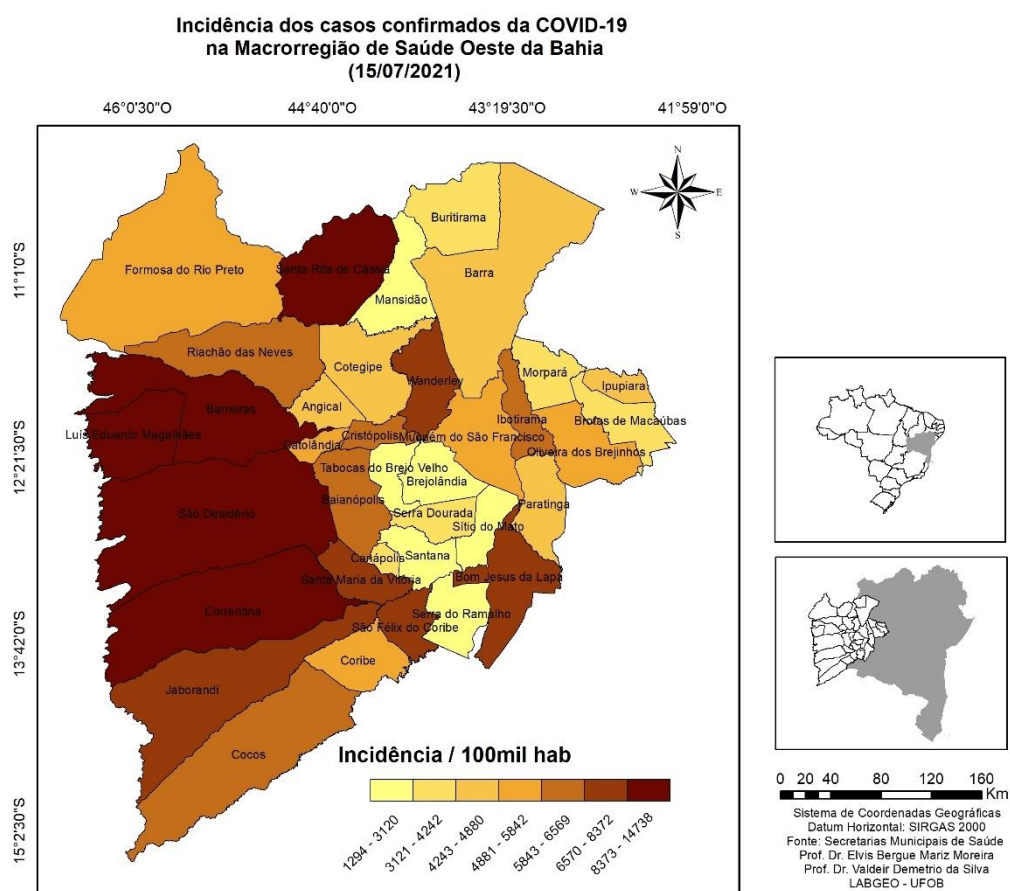 Incidência dos casos confirmados da COVID-19
na Macrorregião de Saúde Oeste da Bahia
(15/07/2021)
46°0'30"O
44°40'0"O
43°19'30"O
41°59'0"O
11°1'0"S
12°21'30"S
13°42'0"S
15°2'30"S
N
W
E
S
Buritirama
Formosa do Rio Preto
Santa Rita de Cássia
Barra
Mansidão
Riachão das Neves
Cotegipe
Wanderley
Morpará
Ipupiara
Angical
Barreiras
Ibotirama
Brotas de Macaúbas
Luís Eduardo Magalhães
Catolândia
Cristópolis
Muquém do São Francisco
Oliveira dos Brejinhos
Tabocas do Brejo Velho
Brejolândia
Baianópolis
Paratinga
São Desidério
Serra Dourada
Sítio do Mato
Canápolis
Santana
Santa Maria da Vitória
Bom Jesus da Lapa
Correntina
Serra do Ramalho
São Félix do Coribe
Coribe
Jaborandi
Cocos
Incidência / 100mil hab
1294 - 3120
3121 - 4242
4243 - 4880
4881 - 5842
5843 - 6569
6570 - 8372
8373 - 14738
0 20 40 80 120 160
Km
Sistema de Coordenadas Geográficas
Datum Horizontal: SIRGAS 2000
Fonte: Secretarias Municipais de Saúde
Prof. Dr. Elvis Bergue Mariz Moreira
Prof. Dr. Valdeir Demetrio da Silva
LABGEO - UFOB